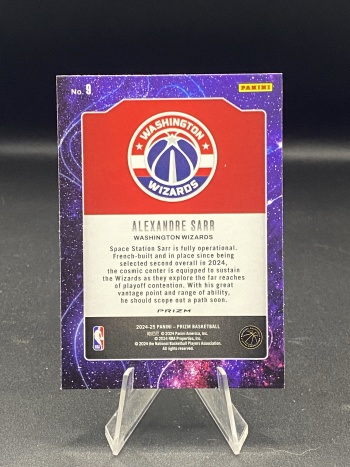 No. 9
PANINI
WASHINGTON
WIZARDS
ALEXANDRE SARR
WASHINGTON WIZARDS
Space Station Sarr is fully operational.
French-built and in place since being
selected second overall in 2024,
the cosmic center is equipped to sustain
the Wizards as they explore the far reaches
of playoff contention. With his great
vantage point and range of ability,
he should scope out a path soon.
PRIZM
2024-25 PANINI – PRIZM BASKETBALL
© 2024 Panini America, Inc.
© 2024 NBA Properties, Inc.
© 2024 the National Basketball Players Association.
All rights reserved.
NBA